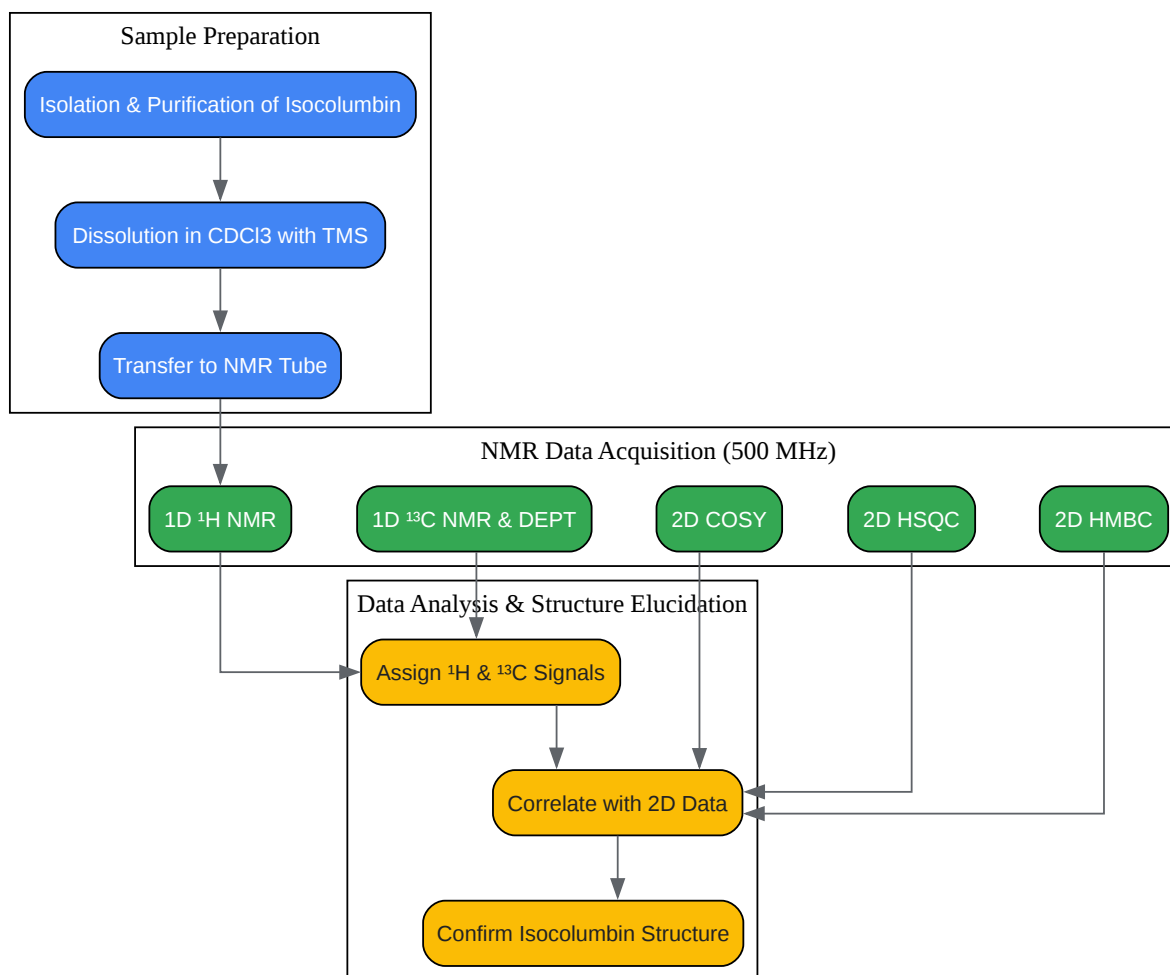 Sample Preparation
Isolation & Purification of Isocolumbin
Dissolution in CDCl3 with TMS
Transfer to NMR Tube
NMR Data Acquisition (500 MHz)
1D ¹H NMR
1D ¹³C NMR & DEPT
2D COSY
2D HSQC
2D HMBC
Data Analysis & Structure Elucidation
Assign ¹H & ¹³C Signals
Correlate with 2D Data
Confirm Isocolumbin Structure